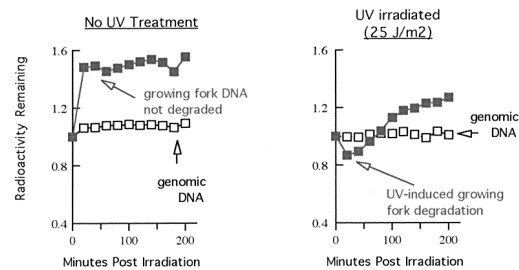 No UV Treatment
1.6
1.2
0.8
0.4
Radioactivity Remaining
growing fork DNA
not degraded
genomic
DNA
0
100
200
Minutes Post Irradiation
UV irradiated
(25 J/m2)
1.6
1.2
0.8
0.4
genomic
DNA
UV-induced growing
fork degradation
0
100
200
Minutes Post Irradiation